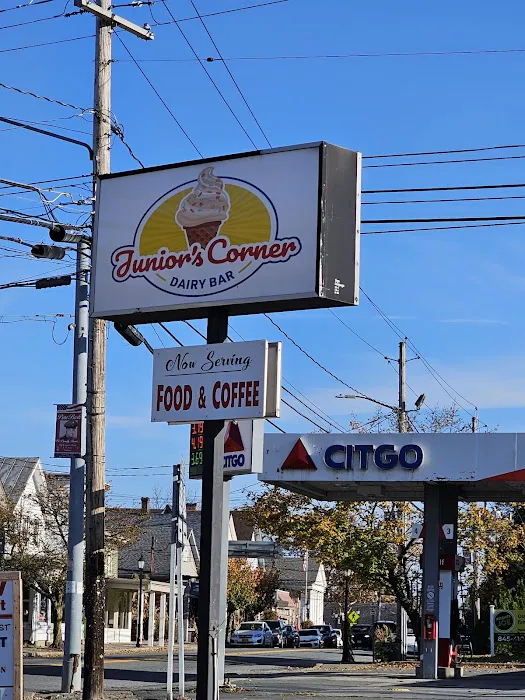 Junior's Corner
DAIRY BAR
Now Serving
FOOD & COFFEE
CITGO
CITGO